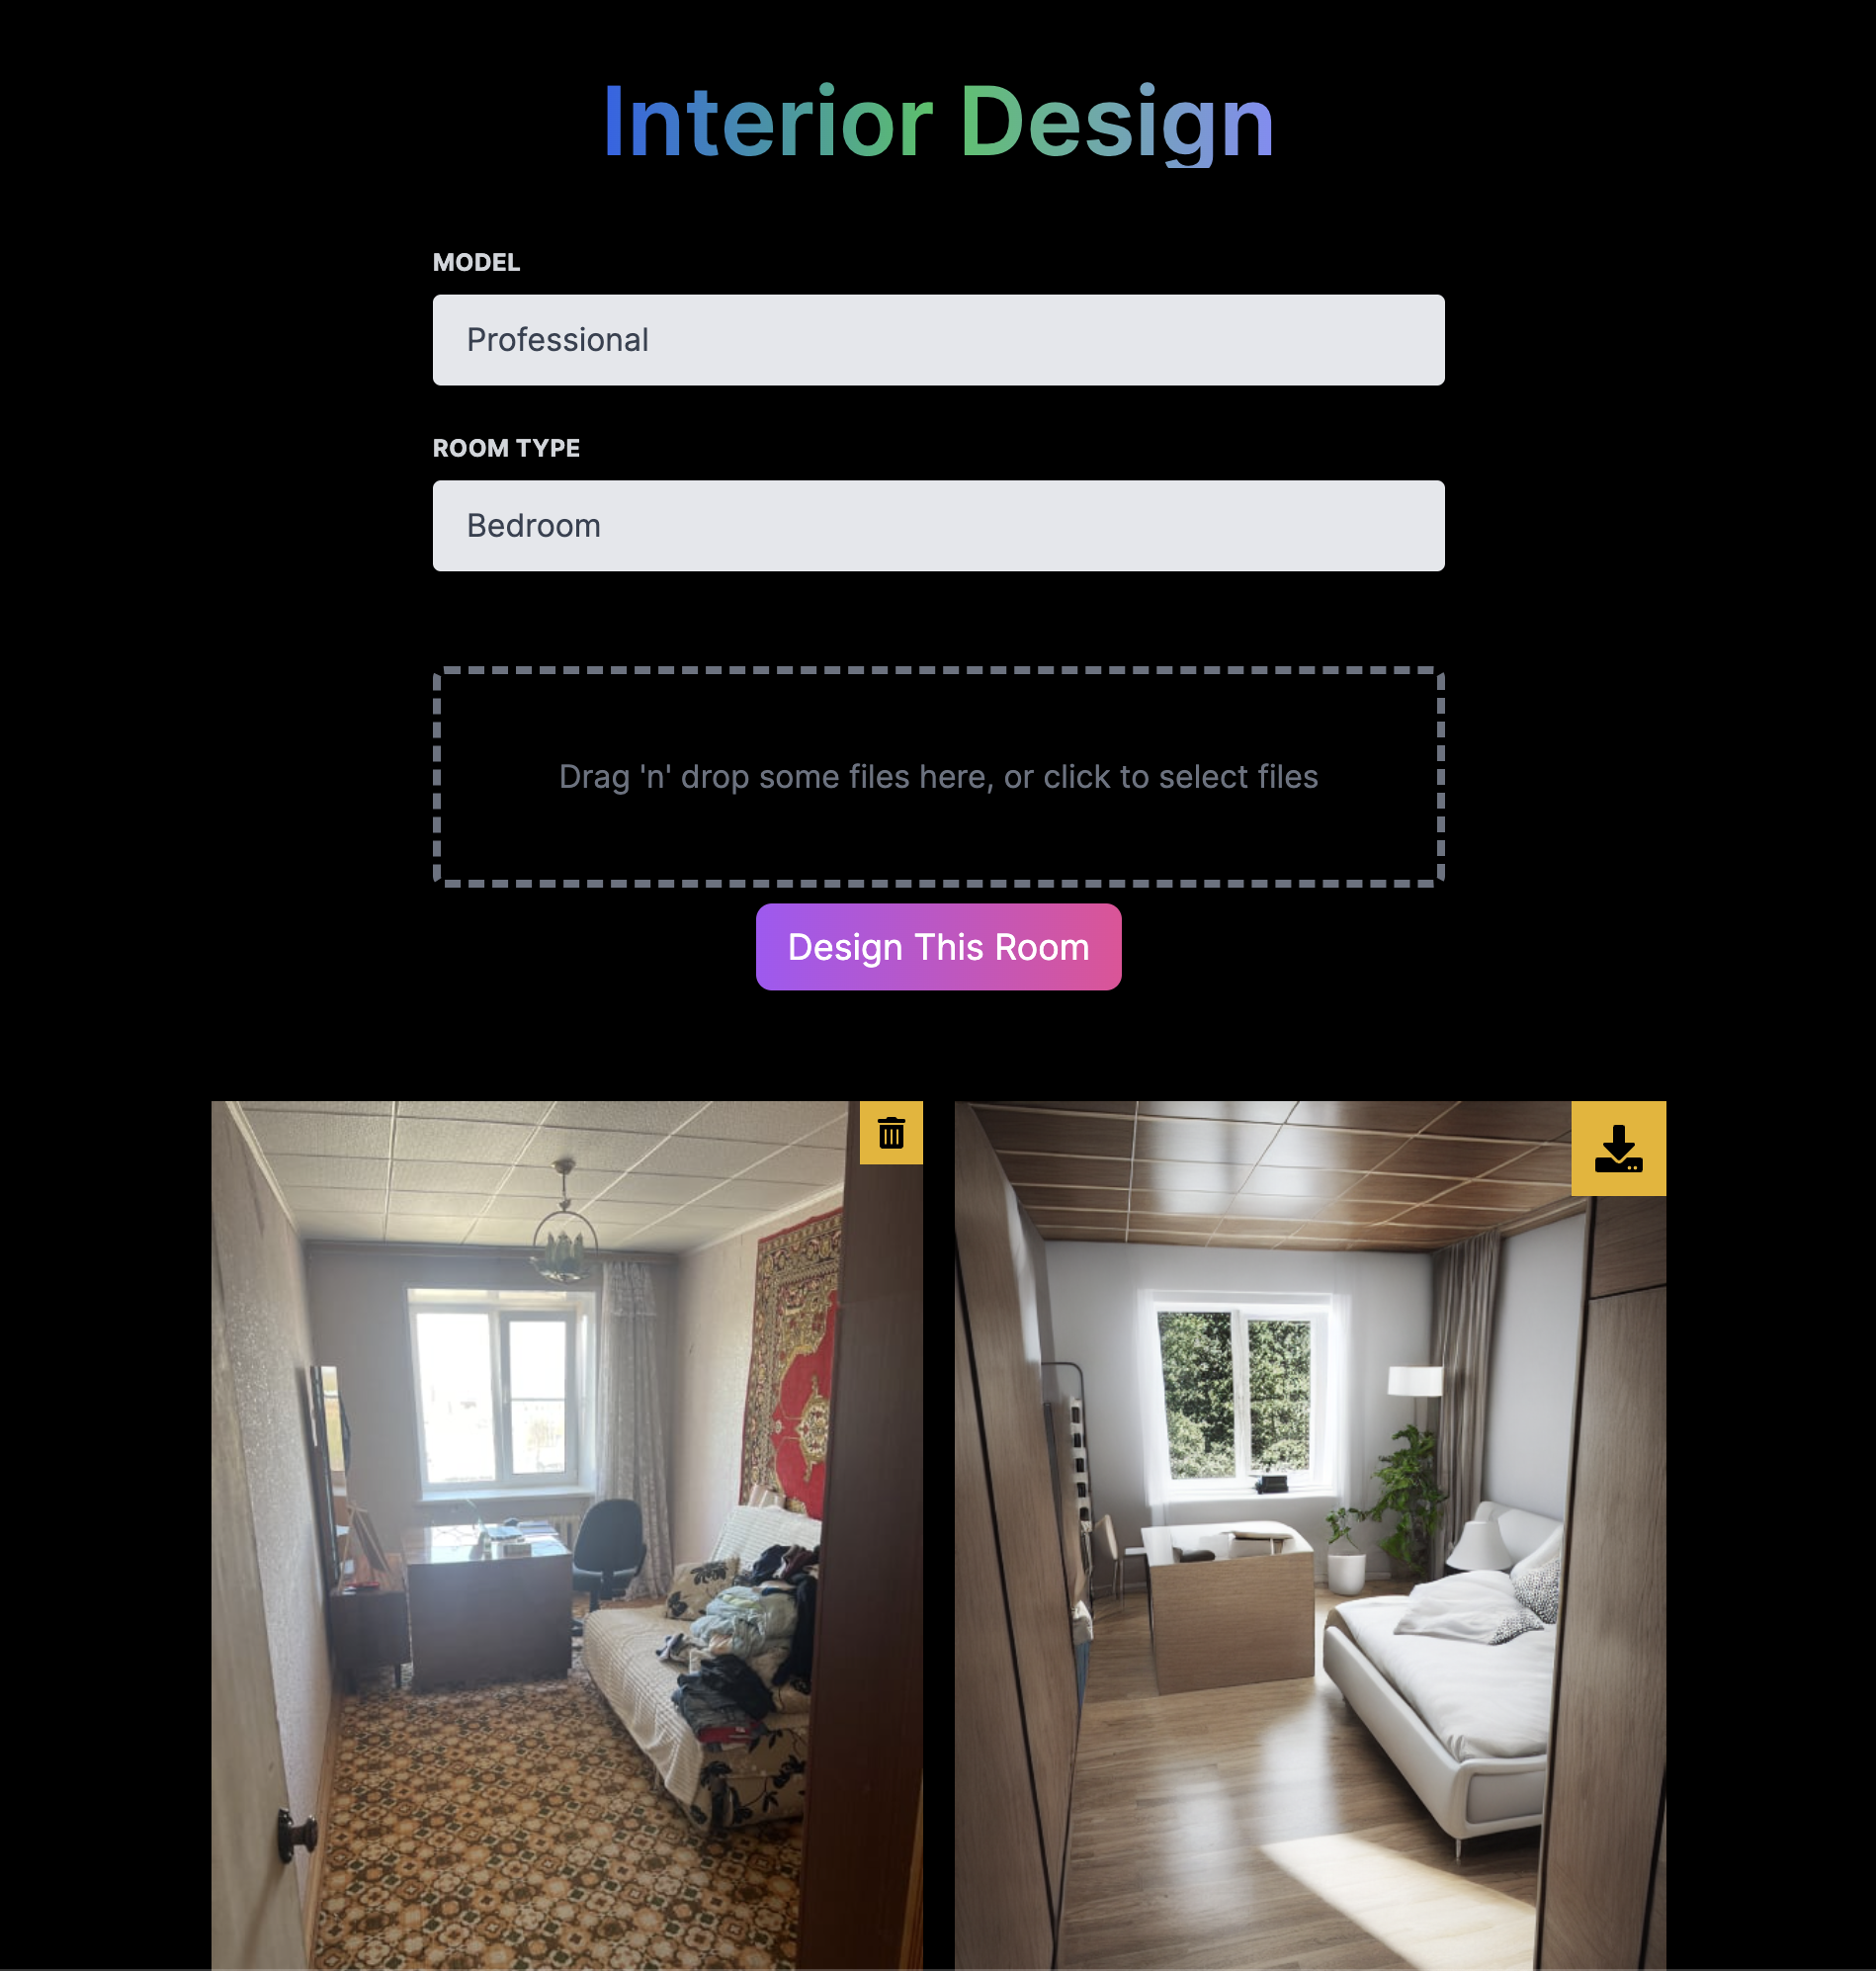 Interior Design
MODEL
Professional
ROOM TYPE
Bedroom
Drag 'n' drop some files here, or click to select files
Design This Room